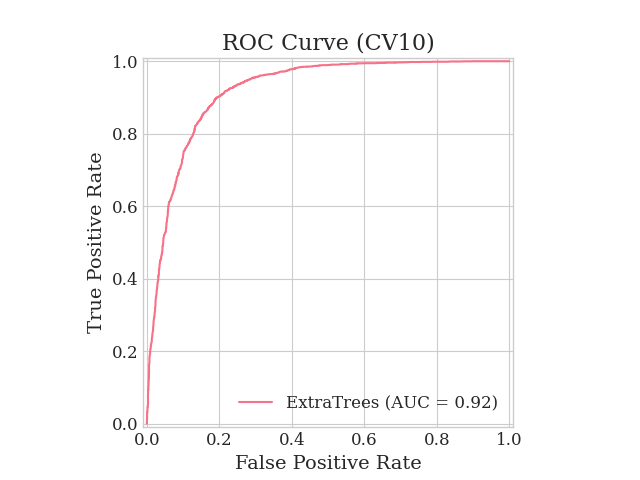 ROC Curve (CV10)
True Positive Rate
1.0
0.8
0.6
0.4
0.2
0.0
ExtraTrees (AUC = 0.92)
0.0 0.2 0.4 0.6 0.8 1.0
False Positive Rate